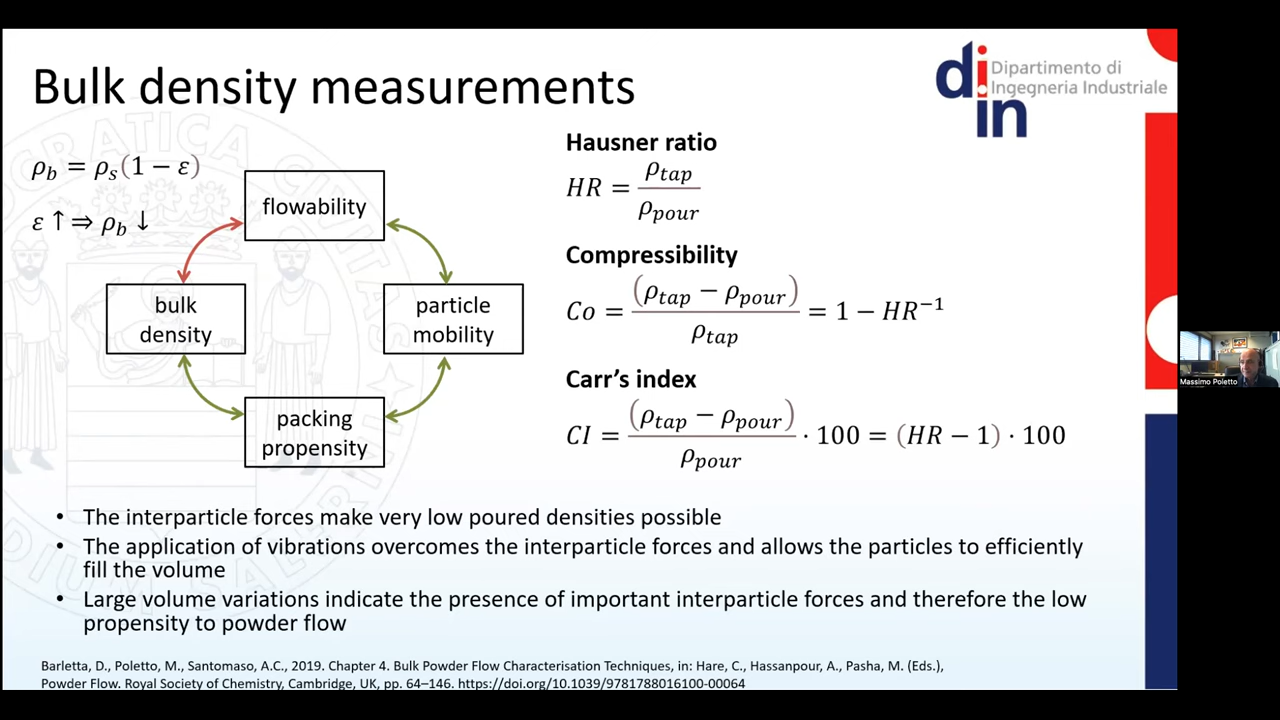 Bulk density measurements
din
Dipartimento di
Ingegneria Industriale
ρ_b = ρ_s(1 − ε)
ε ↑ ⇒ ρ_b ↓
flowability
bulk
density
particle
mobility
packing
propensity
Hausner ratio
HR = ρ_tap / ρ_pour
Compressibility
Co = (ρ_tap − ρ_pour) / ρ_tap = 1 − HR⁻¹
Carr's index
CI = (ρ_tap − ρ_pour) / ρ_pour · 100 = (HR − 1) · 100
• The interparticle forces make very low poured densities possible
• The application of vibrations overcomes the interparticle forces and allows the particles to efficiently
fill the volume
• Large volume variations indicate the presence of important interparticle forces and therefore the low
propensity to powder flow
Barletta, D., Poletto, M., Santomaso, A.C., 2019. Chapter 4. Bulk Powder Flow Characterisation Techniques, in: Hare, C., Hassanpour, A., Pasha, M. (Eds.),
Powder Flow. Royal Society of Chemistry, Cambridge, UK, pp. 64–146. https://doi.org/10.1039/9781788016100-00064
Massimo Poletto